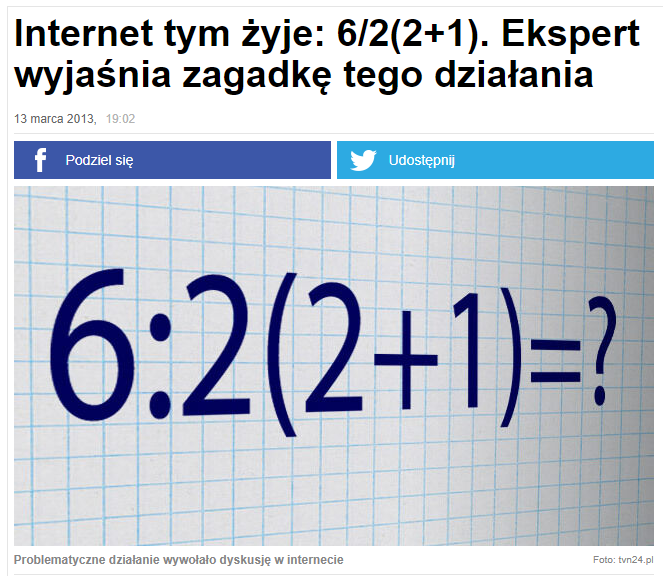 Internet tym żyje: 6/2(2+1). Ekspert
wyjaśnia zagadkę tego działania
13 marca 2013, 19:02
Podziel się
Udostępnij
6:2(2+1)=?
Problematyczne działanie wywołało dyskusję w internecie
Foto: tvn24.pl